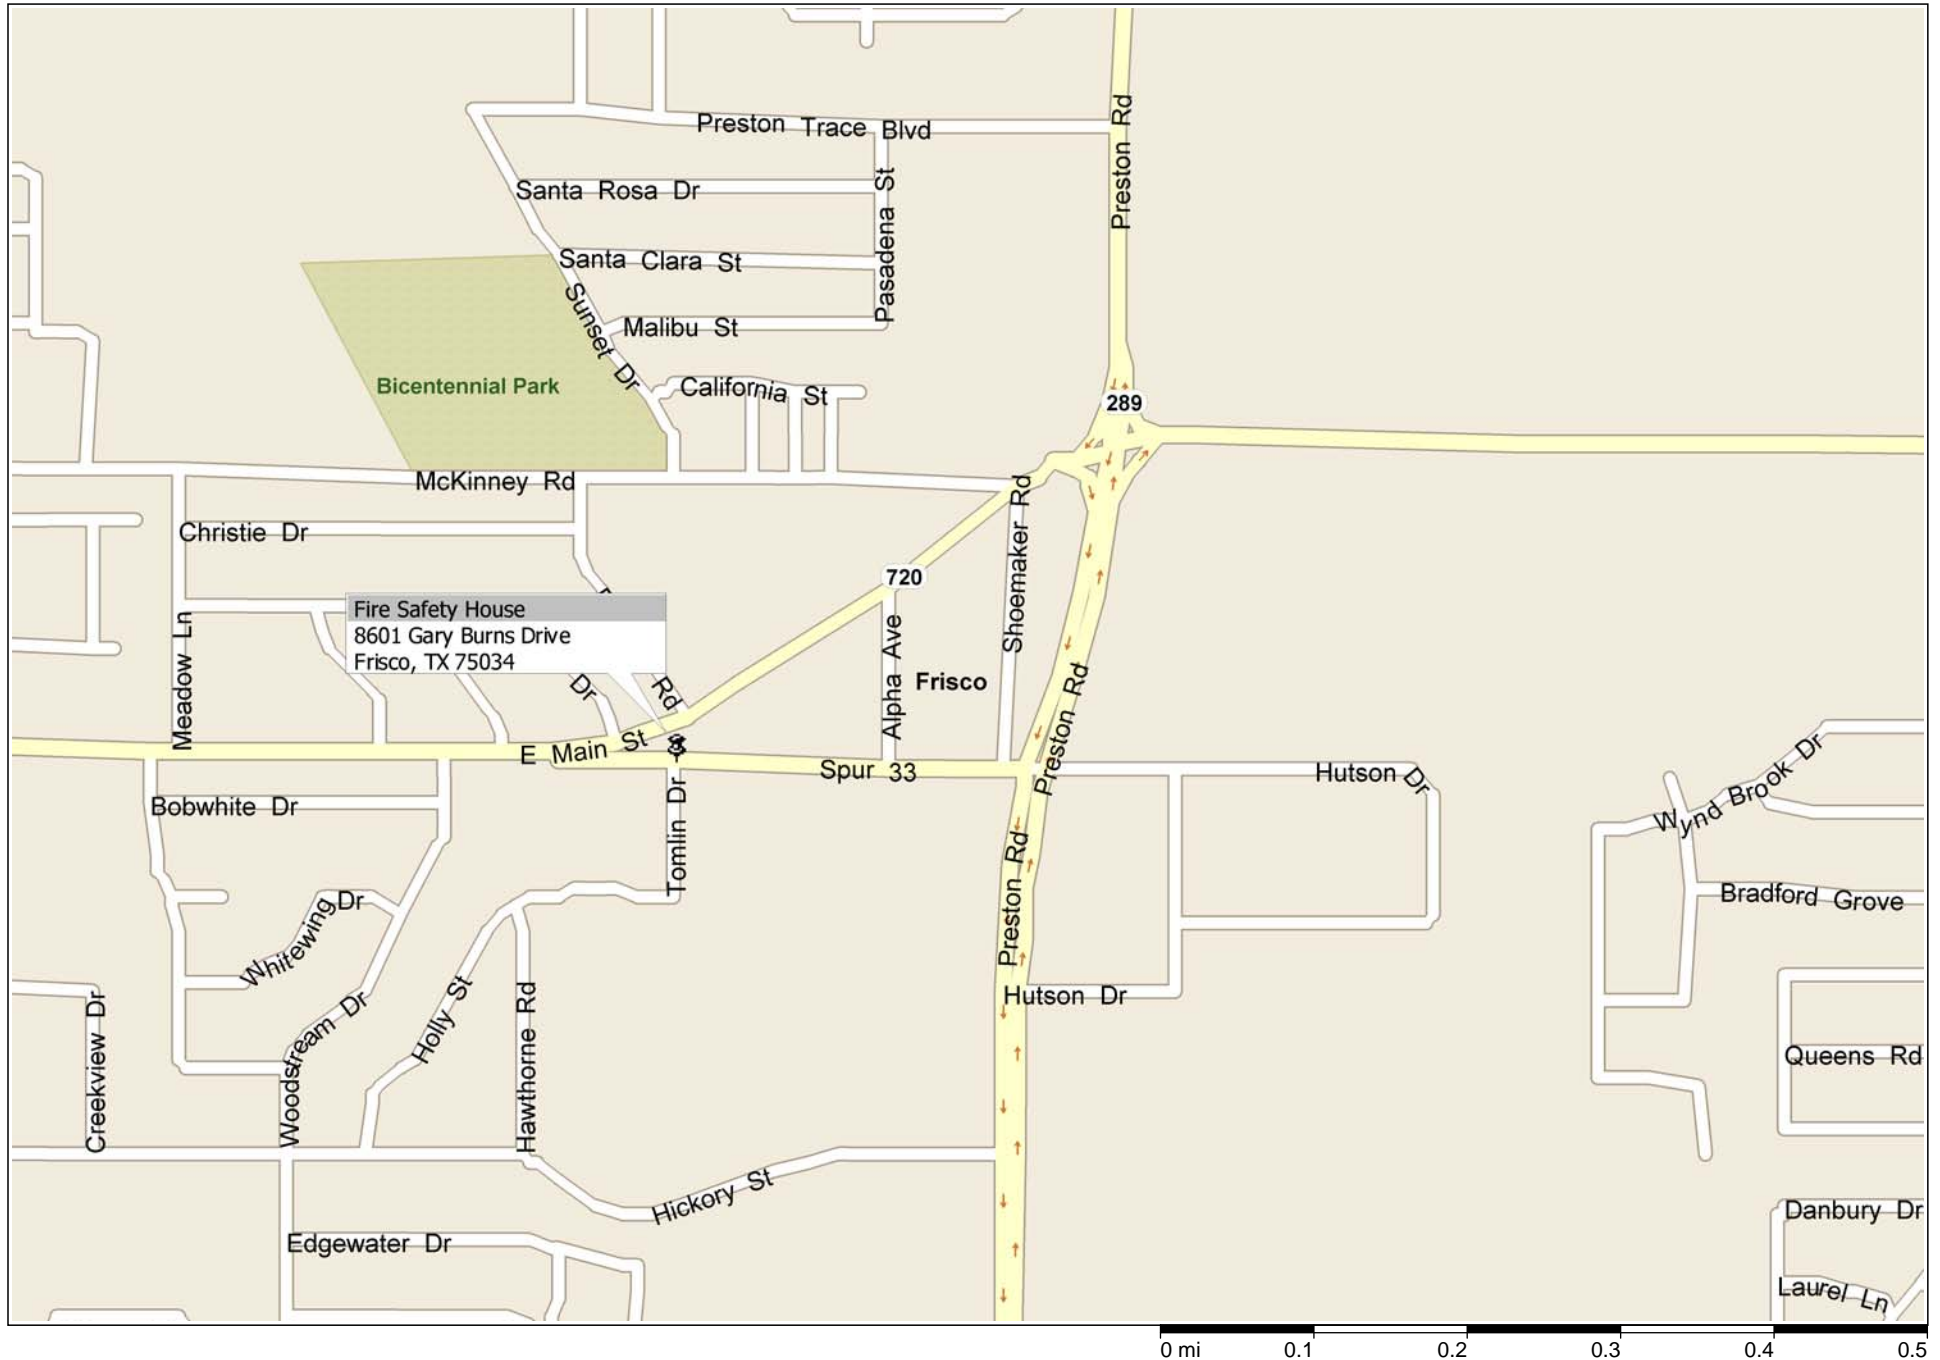 Preston Rd
Preston Trace Blvd
Santa Rosa Dr
Pasadena St
Santa Clara St
Sunset Dr
Malibu St
Bicentennial Park
California St
289
McKinney Rd
Shoemaker Rd
Christie Dr
720
Meadow Ln
Fire Safety House
8601 Gary Burns Drive
Frisco, TX 75034
Dr
Rd
Alpha Ave
Frisco
Preston Rd
E Main St
Spur 33
Hutson Dr
Wynd Brook Dr
Bobwhite Dr
Tomlin Dr
Preston Rd
Whitewing Dr
Bradford Grove
Holly St
Hawthorne Rd
Hutson Dr
Creekview Dr
Woodstream Dr
Queens Rd
Hickory St
Danbury Dr
Edgewater Dr
Laurel Ln
0 mi 0.1 0.2 0.3 0.4 0.5